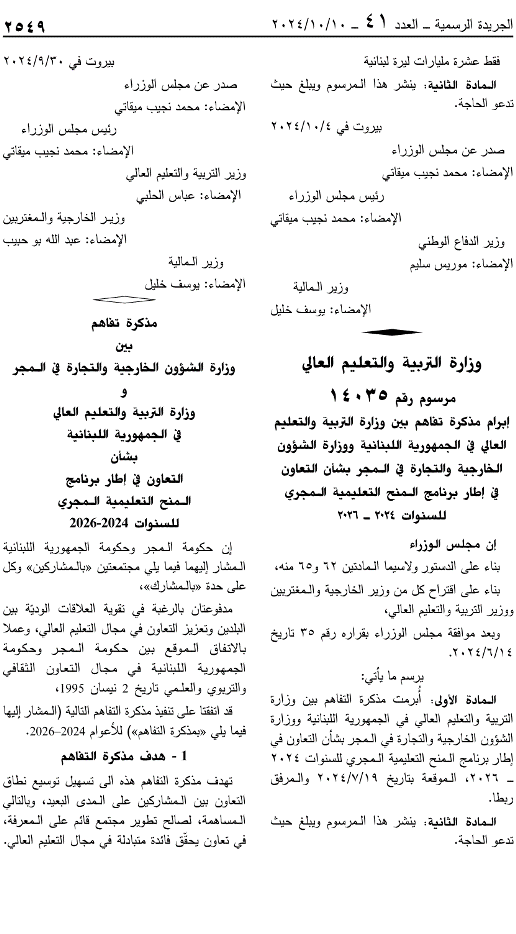 الجريدة الرسمية ــ العدد ٤١ ــ ٢٠٢٤/١٠/١٠
٢٥٤٩
فقط عشرة مليارات ليرة لبنانية
المادة الثانية: ينشر هذا المرسوم ويبلغ حيث
تدعو الحاجة.
بيروت في ٢٠٢٤/١٠/٤
صدر عن مجلس الوزراء
الإمضاء: محمد نجيب ميقاتي
رئيس مجلس الوزراء
الإمضاء: محمد نجيب ميقاتي
وزير الدفاع الوطني
الإمضاء: موريس سليم
وزير المالية
الإمضاء: يوسف خليل
وزارة التربية والتعليم العالي
مرسوم رقم ١٤٠٣٥
إبرام مذكرة تفاهم بين وزارة التربية والتعليم
العالي في الجمهورية اللبنانية ووزارة الشؤون
الخارجية والتجارة في المجر بشأن التعاون
في إطار برنامج المنح التعليمية المجري
للسنوات ٢٠٢٤ ــ ٢٠٢٦
إن مجلس الوزراء
بناء على الدستور ولاسيما المادتين ٦٢ و٦٥ منه،
بناء على اقتراح كل من وزير الخارجية والمغتربين
ووزير التربية والتعليم العالي،
وبعد موافقة مجلس الوزراء بقراره رقم ٣٥ تاريخ
٢٠٢٤/٦/١٤.
يرسم ما يأتي:
المادة الأولى: أُبرمت مذكرة التفاهم بين وزارة
التربية والتعليم العالي في الجمهورية اللبنانية ووزارة
الشؤون الخارجية والتجارة في المجر بشأن التعاون في
إطار برنامج المنح التعليمية المجري للسنوات ٢٠٢٤
ــ ٢٠٢٦، الموقعة بتاريخ ٢٠٢٤/٧/١٩ والمرفق
ربطا.
المادة الثانية: ينشر هذا المرسوم ويبلغ حيث
تدعو الحاجة.
بيروت في ٢٠٢٤/٩/٣٠
صدر عن مجلس الوزراء
الإمضاء: محمد نجيب ميقاتي
رئيس مجلس الوزراء
الإمضاء: محمد نجيب ميقاتي
وزير التربية والتعليم العالي
الإمضاء: عباس الحلبي
وزير الخارجية والمغتربين
الإمضاء: عبد الله بو حبيب
وزير المالية
الإمضاء: يوسف خليل
مذكرة تفاهم
بين
وزارة الشؤون الخارجية والتجارة في المجر
و
وزارة التربية والتعليم العالي
في الجمهورية اللبنانية
بشأن
التعاون في إطار برنامج
المنح التعليمية المجري
للسنوات 2024-2026
إن حكومة المجر وحكومة الجمهورية اللبنانية
المشار إليهما فيما يلي مجتمعتين «بالمشاركين» وكل
على حدة «بالمشارك»،
مدفوعتان بالرغبة في تقوية العلاقات الوديّة بين
البلدين وتعزيز التعاون في مجال التعليم العالي، وعملا
بالاتفاق الموقع بين حكومة المجر وحكومة
الجمهورية اللبنانية في مجال التعاون الثقافي
والتربوي والعلمي تاريخ 2 نيسان 1995،
قد اتفقتا على تنفيذ مذكرة التفاهم التالية (المشار إليها
فيما يلي «بمذكرة التفاهم») للأعوام 2024–2026.
1 - هدف مذكرة التفاهم
تهدف مذكرة التفاهم هذه الى تسهيل توسيع نطاق
التعاون بين المشاركين على المدى البعيد، وبالتالي
المساهمة، لصالح تطوير مجتمع قائم على المعرفة،
في تعاون يحقّق فائدة متبادلة في مجال التعليم العالي.